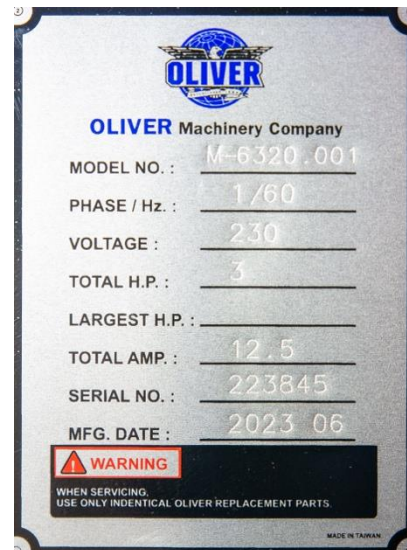 OLIVER
OLIVER Machinery Company
MODEL NO. : M-6320.001
PHASE / Hz. : 1/60
VOLTAGE : 230
TOTAL H.P. : 3
LARGEST H.P. :
TOTAL AMP. : 12.5
SERIAL NO. : 223845
MFG. DATE : 2023 06
WARNING
WHEN SERVICING,
USE ONLY INDENTICAL OLIVER REPLACEMENT PARTS.
MADE IN TAIWAN